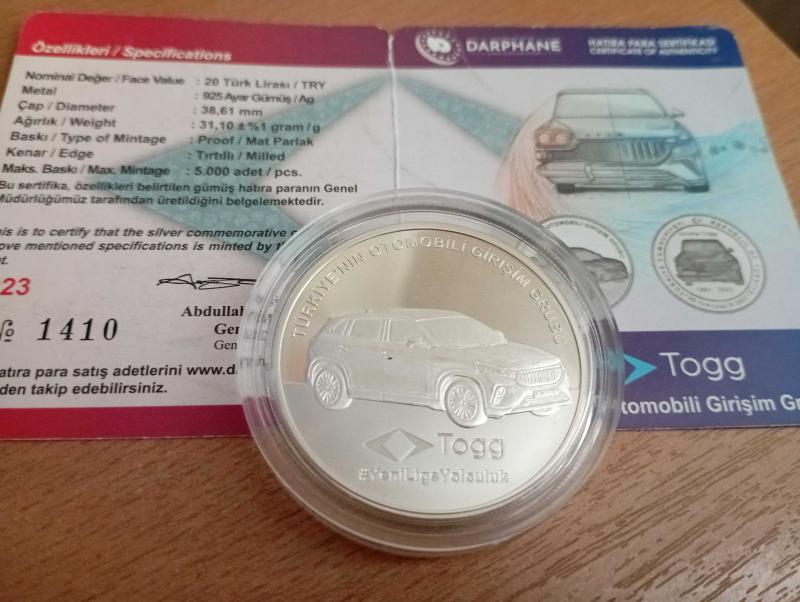 Özellikleri / Specifications
Nominal Değer / Face Value : 20 Türk Lirası / TRY
Metal : 925 Ayar Gümüş / Ag
Çap / Diameter : 38,61 mm
Ağırlık / Weight : 31,10 ± %1 gram / g
Baskı / Type of Mintage : Proof / Mat Parlak
Kenar / Edge : Tırtıllı / Milled
Maks. Baskı / Max. Mintage : 5.000 adet / pcs.
Bu sertifika, özellikleri belirtilen gümüş hatıra paranın Genel
Müdürlüğümüz tarafından üretildiğini belgelemektedir.
is is to certify that the silver commemorative
ove mentioned specifications is minted by
t.
23
№ 1410
Abdullah
Gen
Gen
atıra para satış adetlerini www.da
den takip edebilirsiniz.
DARPHANE
HATIRA PARA SERTİFİKASI
CERTIFICATE OF AUTHENTICITY
Togg
tomobili Girişim Gr
TÜRKİYE'NİN OTOMOBİLİ GİRİŞİM GRUBU
Togg
#YeniLigeYolculuk